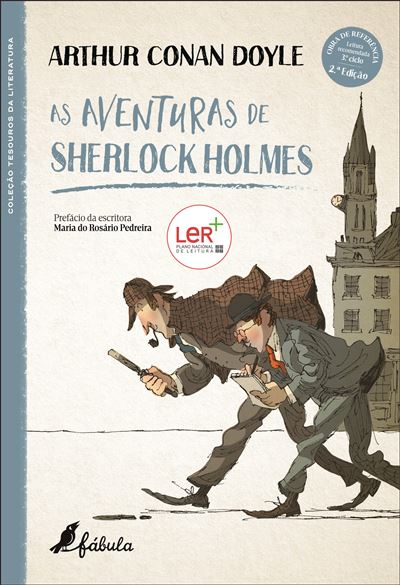 ARTHUR CONAN DOYLE
OBRA DE REFERÊNCIA
Leitura
recomendada
3.º ciclo
2.ª Edição
AS AVENTURAS DE
SHERLOCK HOLMES
Prefácio da escritora
Maria do Rosário Pedreira
LER+
PLANO NACIONAL
DE LEITURA
COLEÇÃO TESOUROS DA LITERATURA
fábula